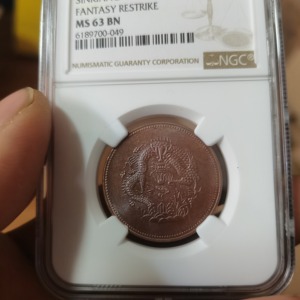 FANTASY RESTRIKE
MS 63 BN
6189700-049
NUMISMATIC GUARANTY CORPORATION
NGC